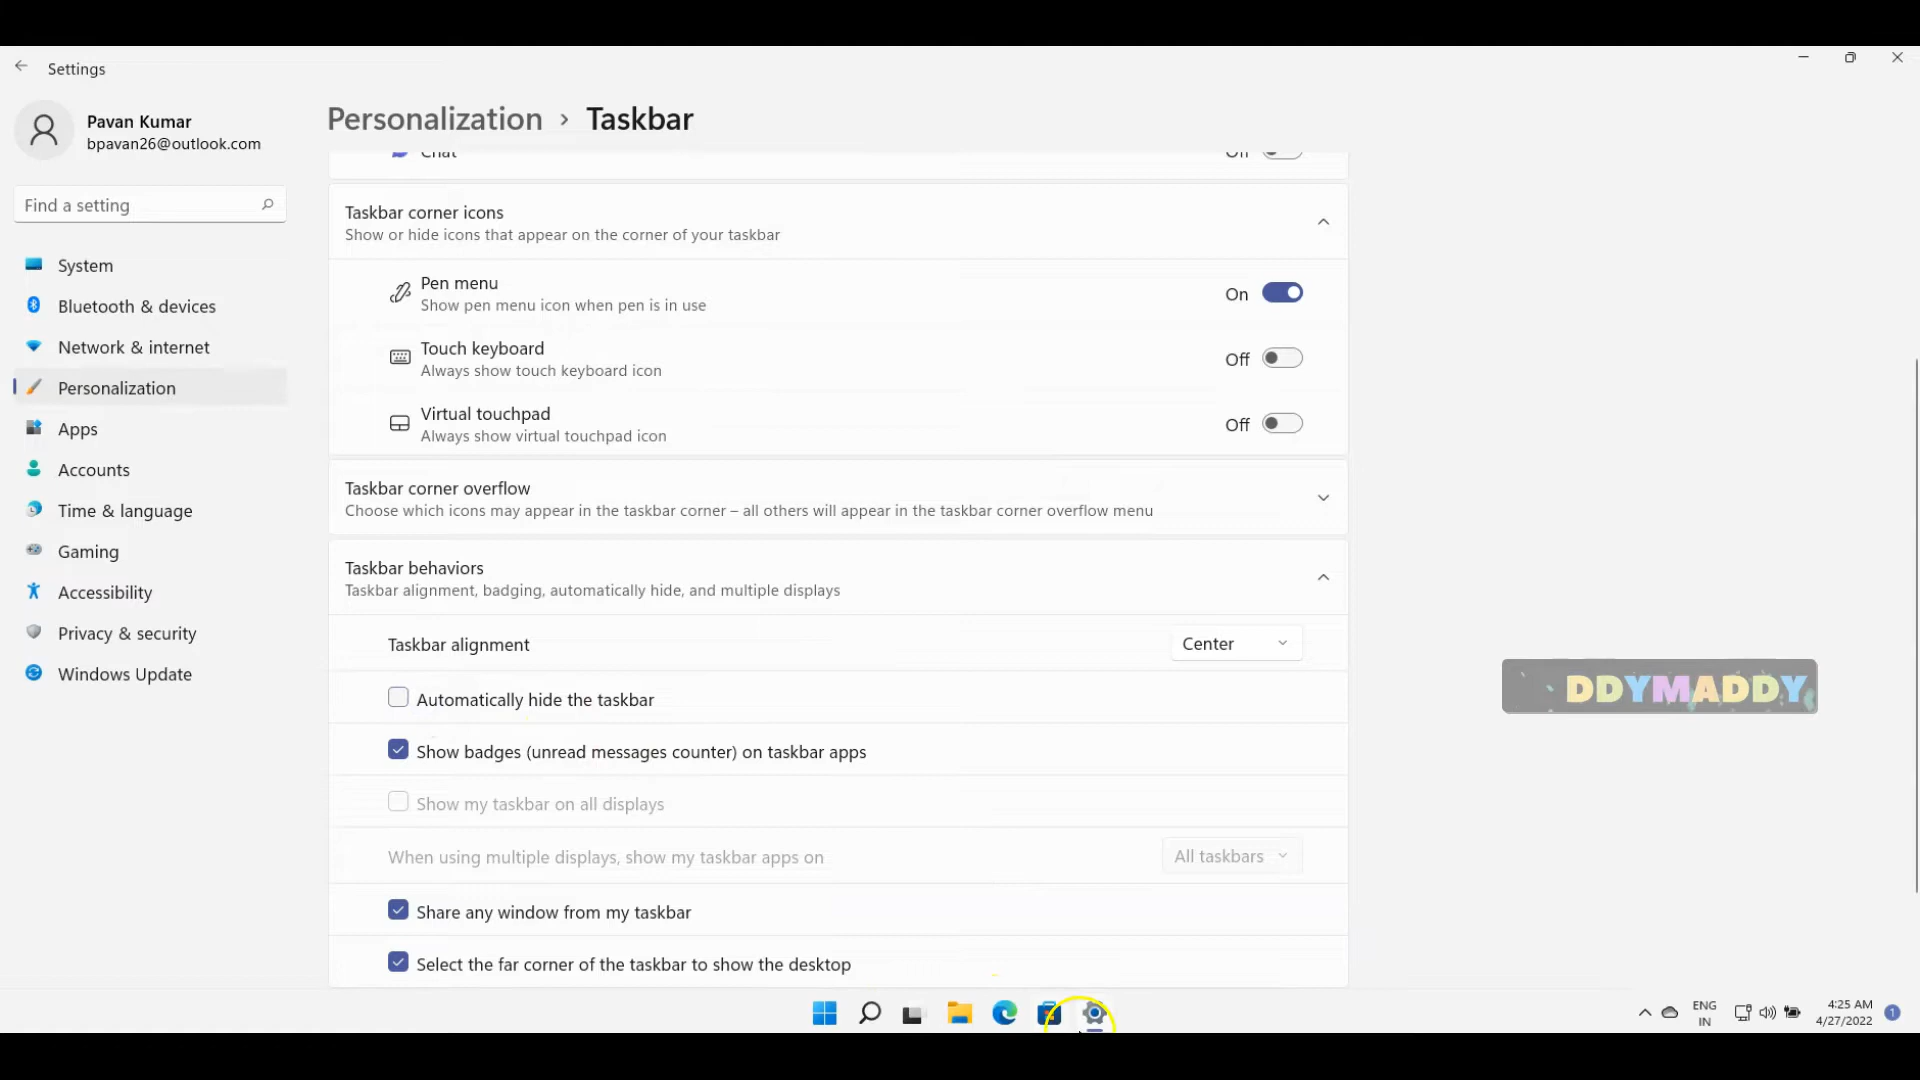 Settings
Pavan Kumar
bpavan26@outlook.com
Find a setting
System
Bluetooth & devices
Network & internet
Personalization
Apps
Accounts
Time & language
Gaming
Accessibility
Privacy & security
Windows Update
Personalization › Taskbar
Chat Off
Taskbar corner icons
Show or hide icons that appear on the corner of your taskbar
Pen menu
Show pen menu icon when pen is in use
On
Touch keyboard
Always show touch keyboard icon
Off
Virtual touchpad
Always show virtual touchpad icon
Off
Taskbar corner overflow
Choose which icons may appear in the taskbar corner – all others will appear in the taskbar corner overflow menu
Taskbar behaviors
Taskbar alignment, badging, automatically hide, and multiple displays
Taskbar alignment Center
Automatically hide the taskbar
Show badges (unread messages counter) on taskbar apps
Show my taskbar on all displays
When using multiple displays, show my taskbar apps on All taskbars
Share any window from my taskbar
Select the far corner of the taskbar to show the desktop
DDYMADDY
ENG
IN
4:25 AM
4/27/2022
1